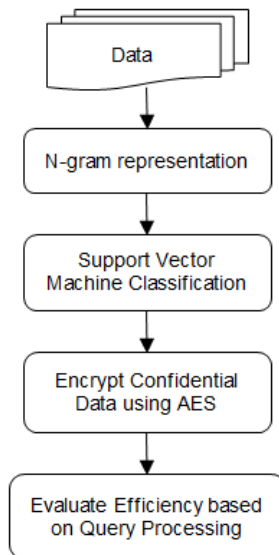 Data
N-gram representation
Support Vector
Machine Classification
Encrypt Confidential
Data using AES
Evaluate Efficiency based
on Query Processing